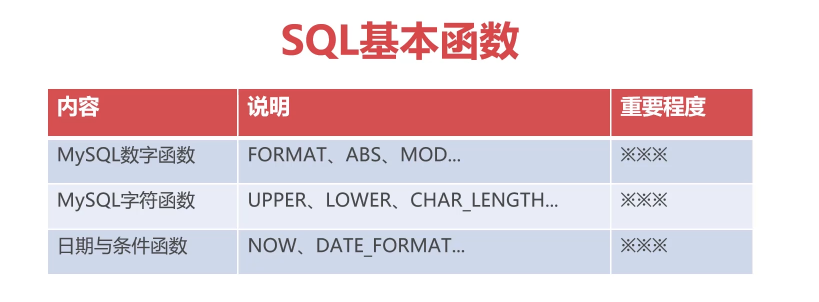 SQL基本函数
内容 说明 重要程度
MySQL数字函数 FORMAT、ABS、MOD... ※※※
MySQL字符函数 UPPER、LOWER、CHAR_LENGTH... ※※※
日期与条件函数 NOW、DATE_FORMAT... ※※※